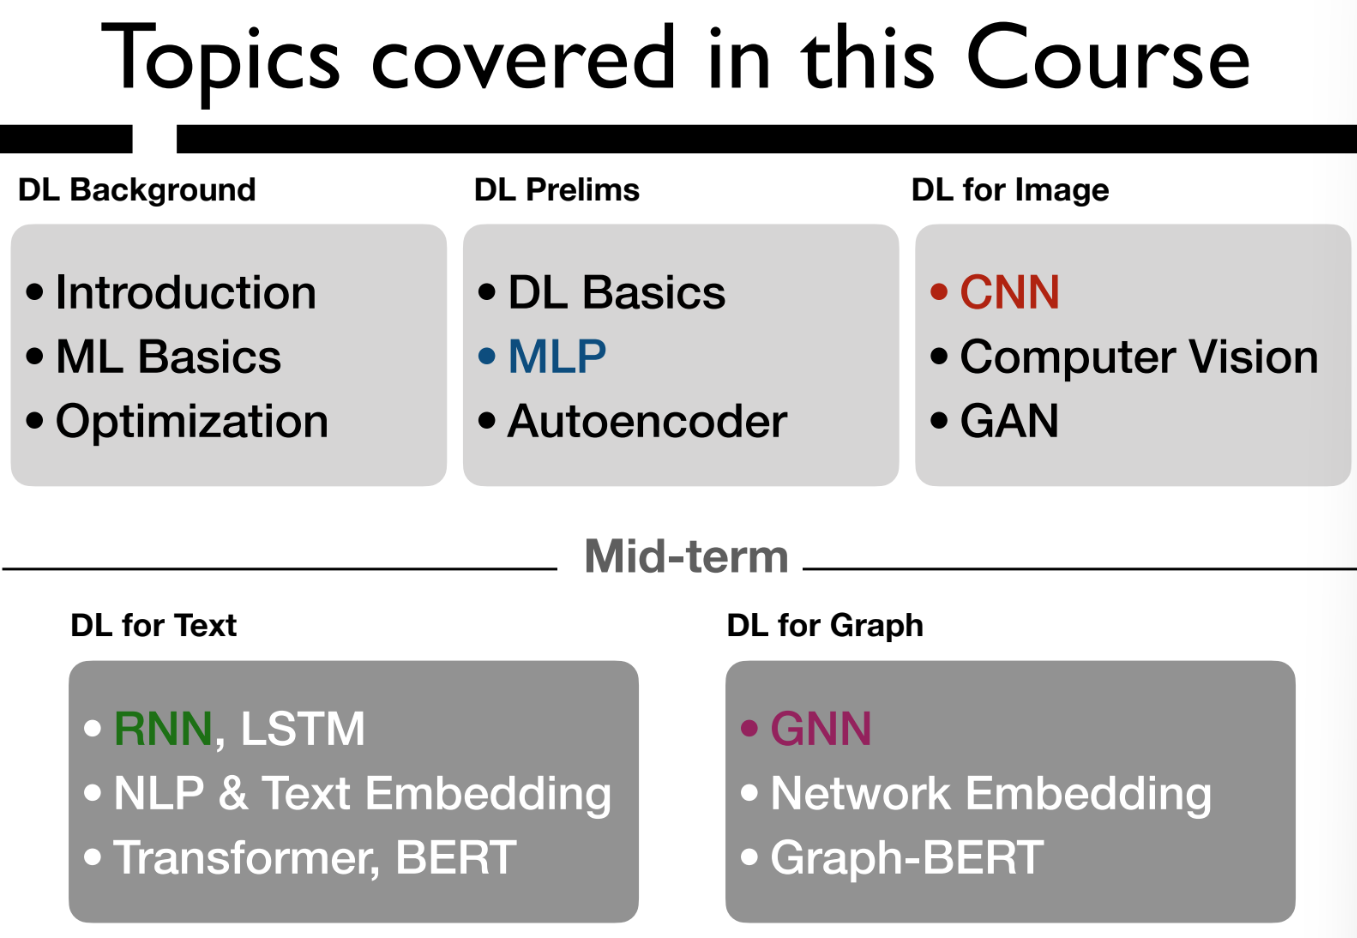 Topics covered in this Course
DL Background
• Introduction
• ML Basics
• Optimization
DL Prelims
• DL Basics
• MLP
• Autoencoder
DL for Image
• CNN
• Computer Vision
• GAN
Mid-term
DL for Text
• RNN, LSTM
• NLP & Text Embedding
• Transformer, BERT
DL for Graph
• GNN
• Network Embedding
• Graph-BERT